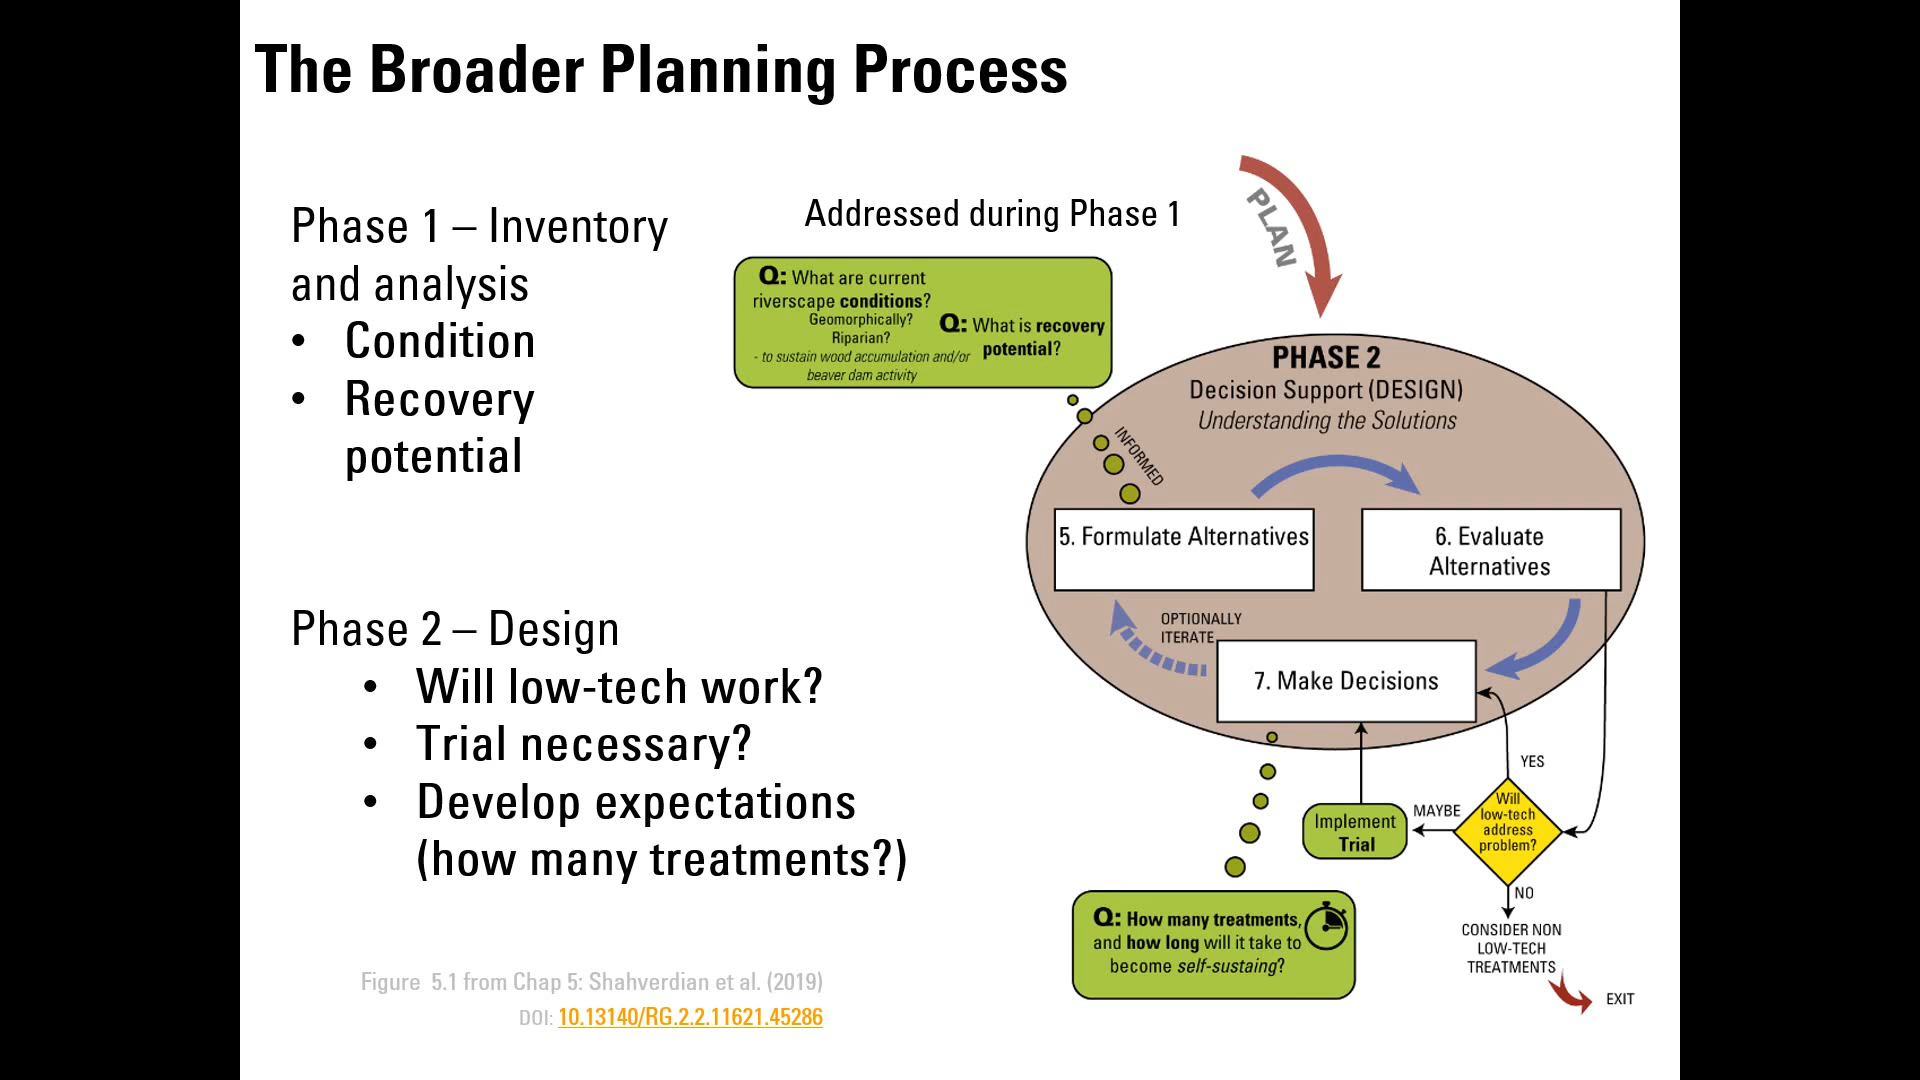 The Broader Planning Process
Phase 1 – Inventory
and analysis
• Condition
• Recovery
potential
Phase 2 – Design
• Will low-tech work?
• Trial necessary?
• Develop expectations
(how many treatments?)
Figure 5.1 from Chap 5: Shahverdian et al. (2019)
DOI: 10.13140/RG.2.2.11621.45286
Addressed during Phase 1
Q: What are current
riverscape conditions?
Geomorphically?
Riparian?
- to sustain wood accumulation and/or
beaver dam activity
Q: What is recovery
potential?
PLAN
PHASE 2
Decision Support (DESIGN)
Understanding the Solutions
INFORMED
5. Formulate Alternatives
6. Evaluate
Alternatives
OPTIONALLY
ITERATE
7. Make Decisions
YES
Will
low-tech
address
problem?
MAYBE
Implement
Trial
NO
CONSIDER NON
LOW-TECH
TREATMENTS
EXIT
Q: How many treatments,
and how long will it take to
become self-sustaing?